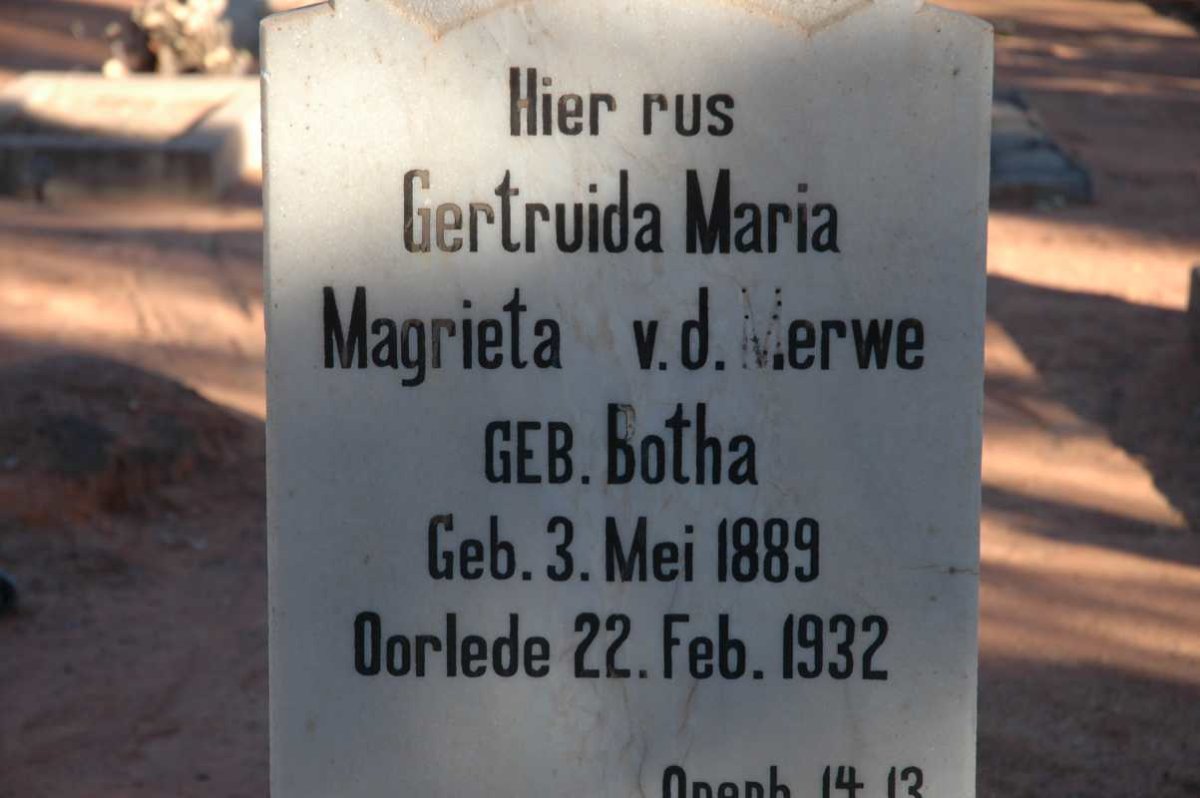 Hier rus
Gertruida Maria
Magrieta v.d. Merwe
GEB. Botha
Geb. 3. Mei 1889
Oorlede 22. Feb. 1932
Openb. 14.13